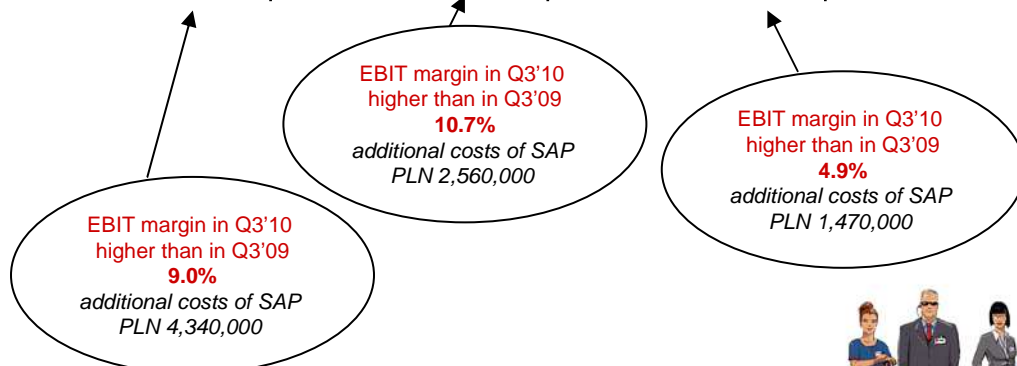 EBIT margin in Q3'10
higher than in Q3'09
9.0%
additional costs of SAP
PLN 4,340,000
EBIT margin in Q3'10
higher than in Q3'09
10.7%
additional costs of SAP
PLN 2,560,000
EBIT margin in Q3'10
higher than in Q3'09
4.9%
additional costs of SAP
PLN 1,470,000